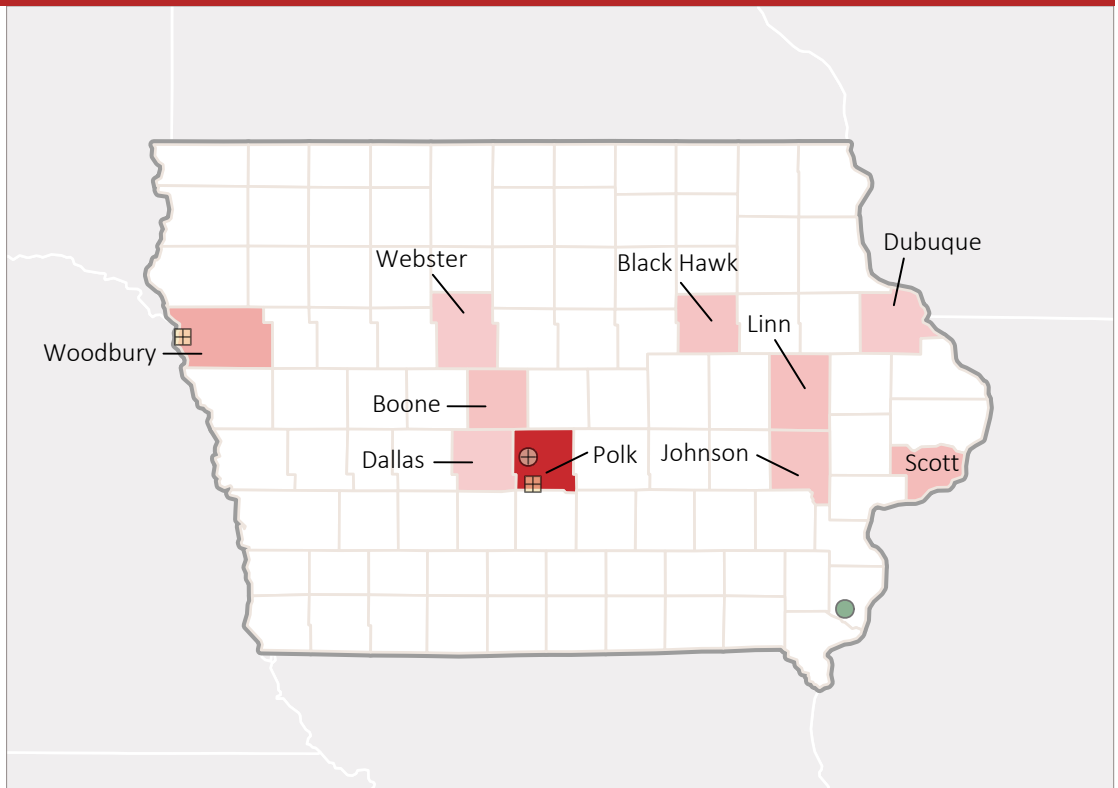 Dubuque
Webster
Black Hawk
Linn
Woodbury
Boone
Dallas
Polk
Johnson
Scott